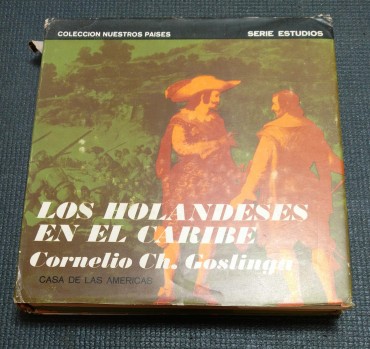 COLECCION NUESTROS PAISES
SERIE ESTUDIOS
LOS HOLANDESES
EN EL CARIBE
Cornelio Ch. Goslinga
CASA DE LAS AMERICAS